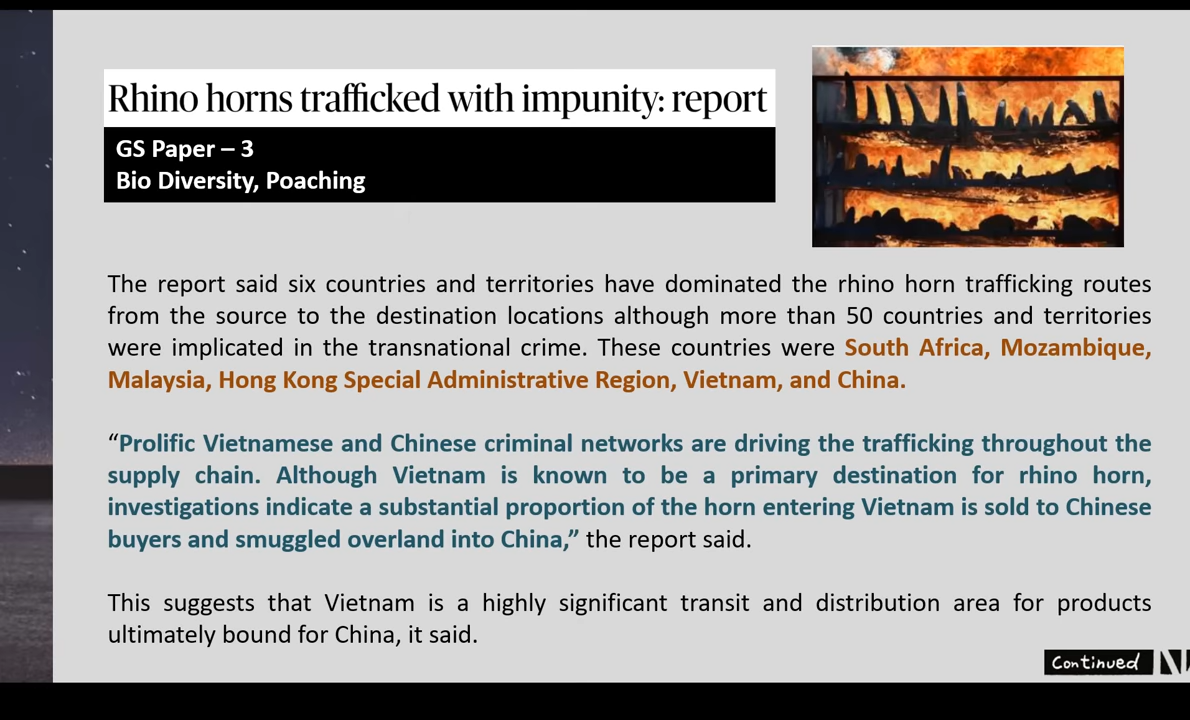 Rhino horns trafficked with impunity: report
GS Paper – 3
Bio Diversity, Poaching
The report said six countries and territories have dominated the rhino horn trafficking routes
from the source to the destination locations although more than 50 countries and territories
were implicated in the transnational crime. These countries were South Africa, Mozambique,
Malaysia, Hong Kong Special Administrative Region, Vietnam, and China.
“Prolific Vietnamese and Chinese criminal networks are driving the trafficking throughout the
supply chain. Although Vietnam is known to be a primary destination for rhino horn,
investigations indicate a substantial proportion of the horn entering Vietnam is sold to Chinese
buyers and smuggled overland into China,” the report said.
This suggests that Vietnam is a highly significant transit and distribution area for products
ultimately bound for China, it said.
Continued